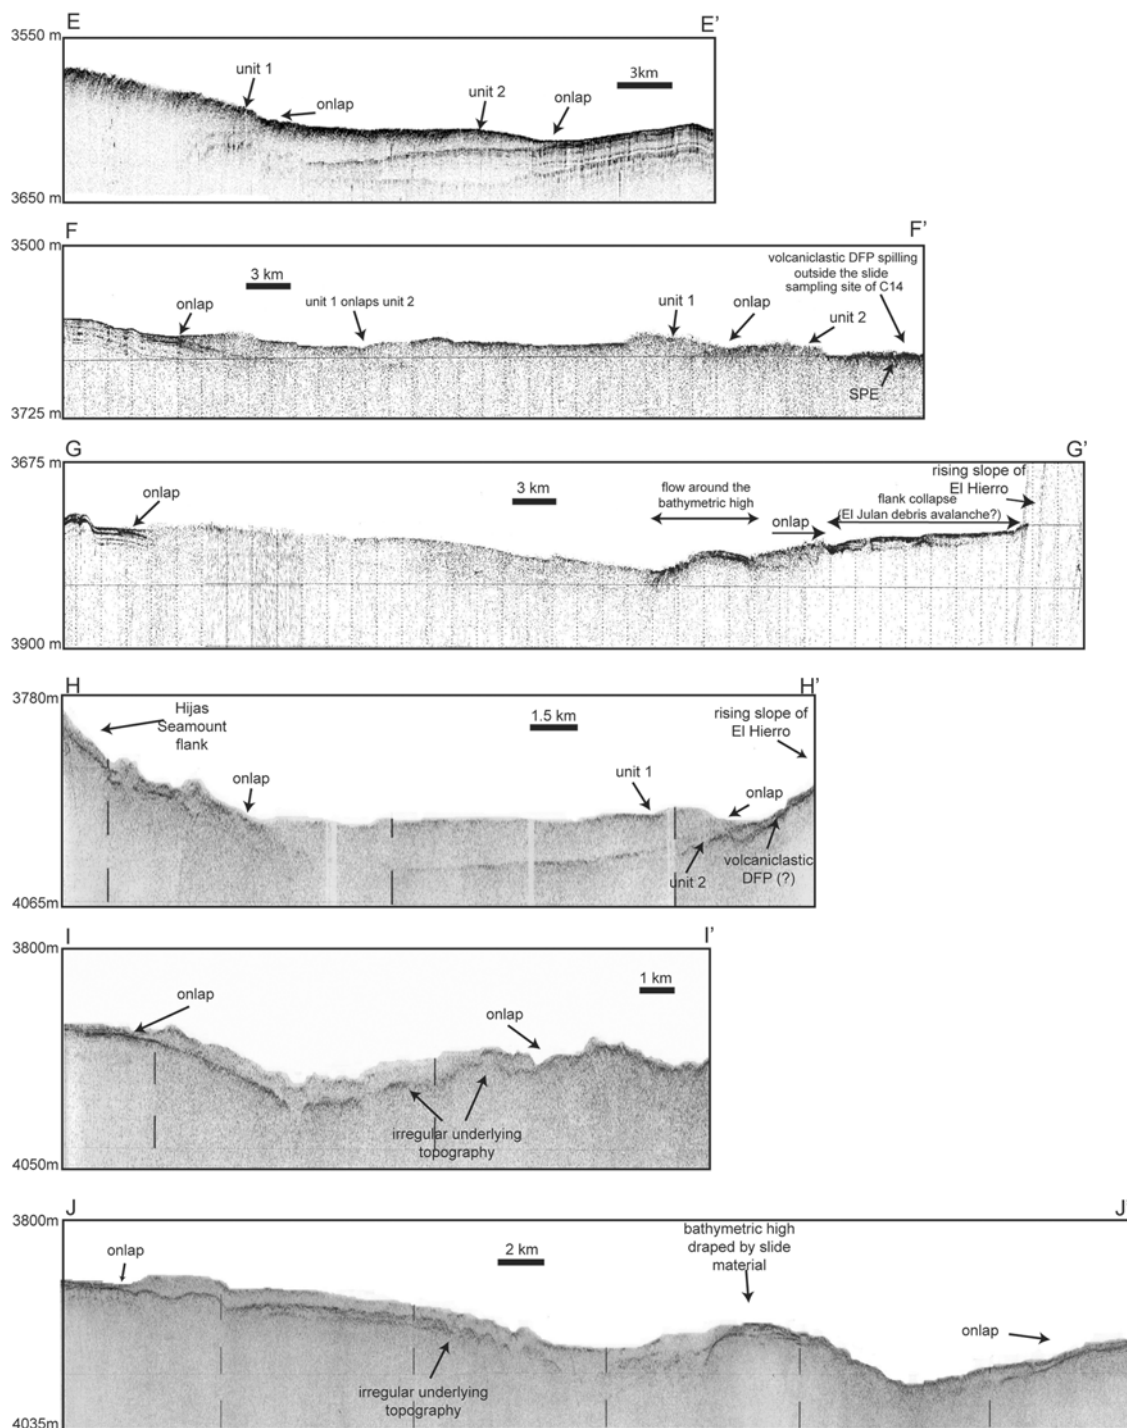 E
E'
3550 m
unit 1
3km
unit 2
onlap
onlap
3650 m
F
F'
3500 m
volcaniclastic DFP spilling
outside the slide
sampling site of C14
3 km
onlap
unit 1 onlaps unit 2
unit 1
onlap
unit 2
SPE
3725 m
G
G'
3675 m
rising slope of
El Hierro
3 km
flow around the
bathymetric high
flank collapse
(El Julan debris avalanche?)
onlap
onlap
3900 m
H
H'
3780m
Hijas
Seamount
flank
1.5 km
rising slope of
El Hierro
onlap
unit 1
onlap
volcaniclastic
DFP (?)
unit 2
4065m
I
I'
3800m
1 km
onlap
onlap
irregular underlying
topography
4050 m
J
J'
3800m
bathymetric high
draped by slide
material
onlap
2 km
onlap
irregular underlying
topography
4035m